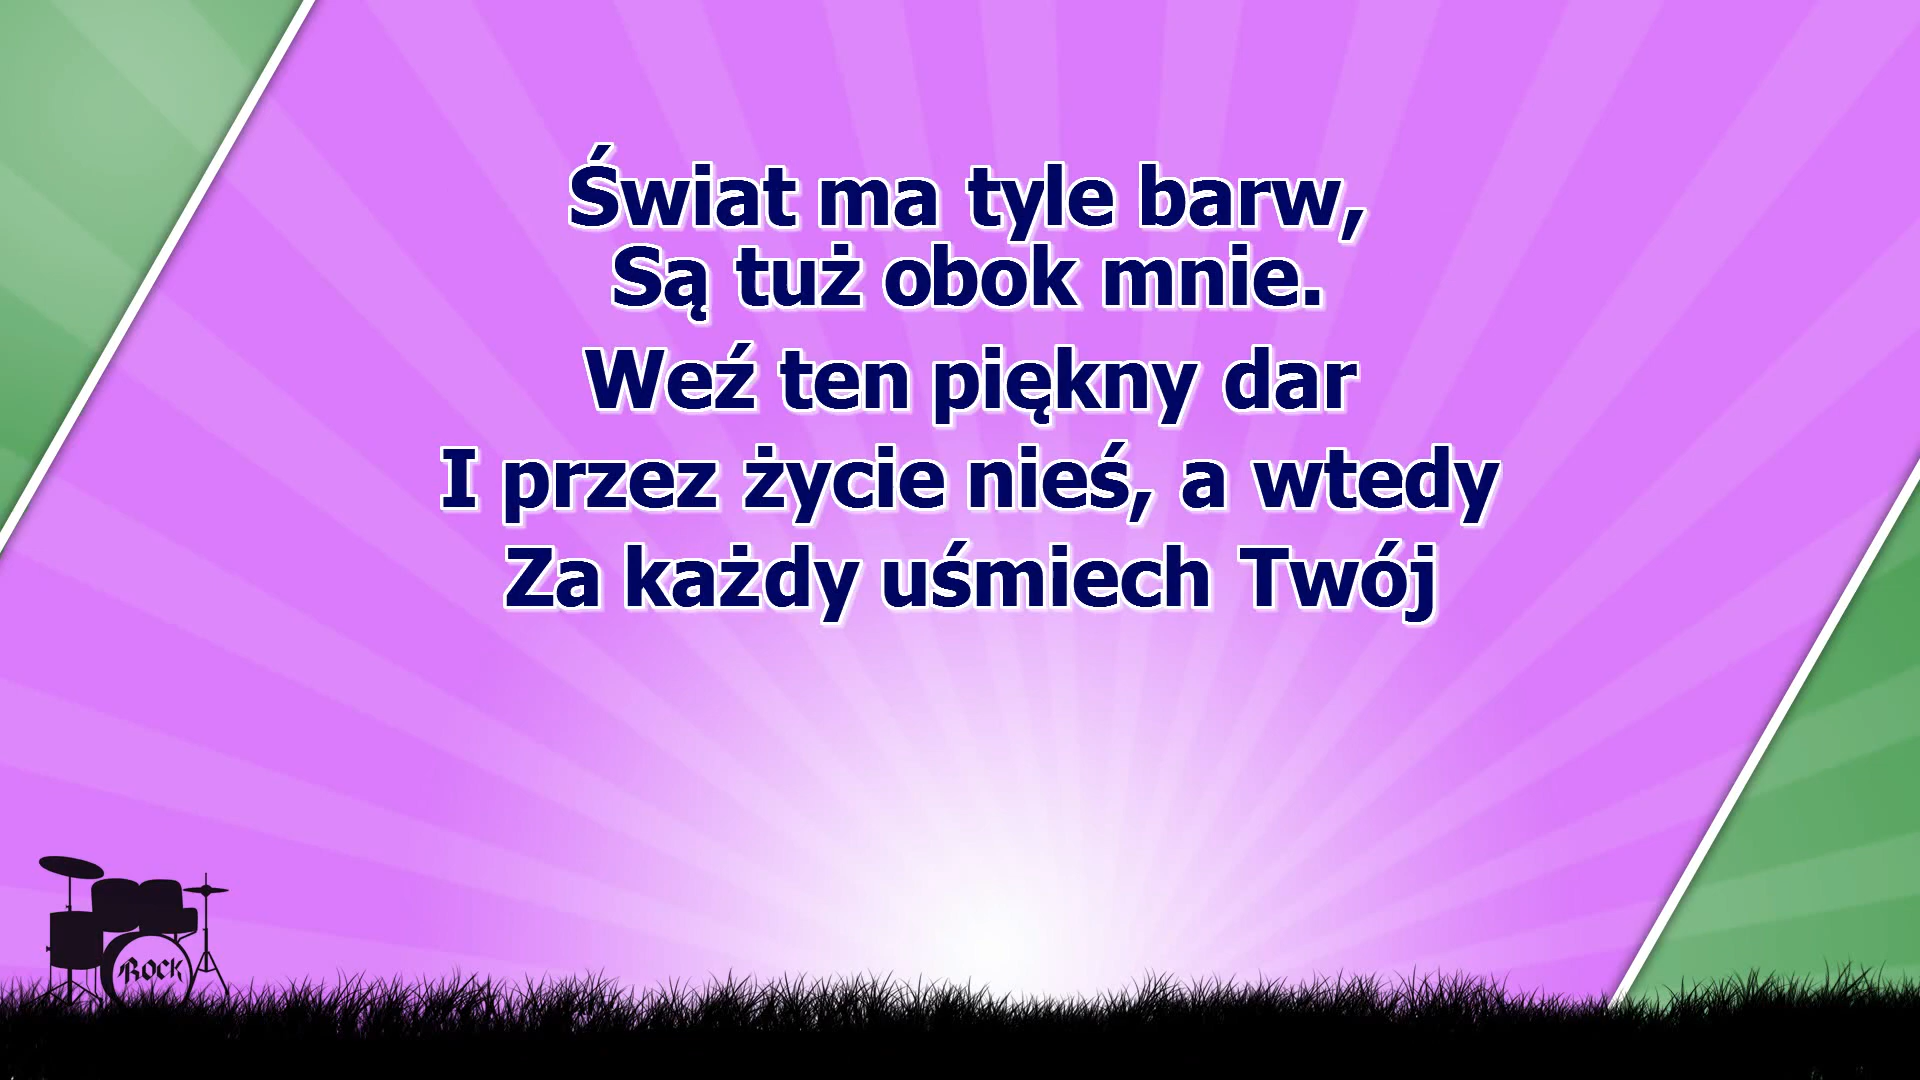 Świat ma tyle barw,
Są tuż obok mnie.
Weź ten piękny dar
I przez życie nieś, a wtedy
Za każdy uśmiech Twój
ROCK